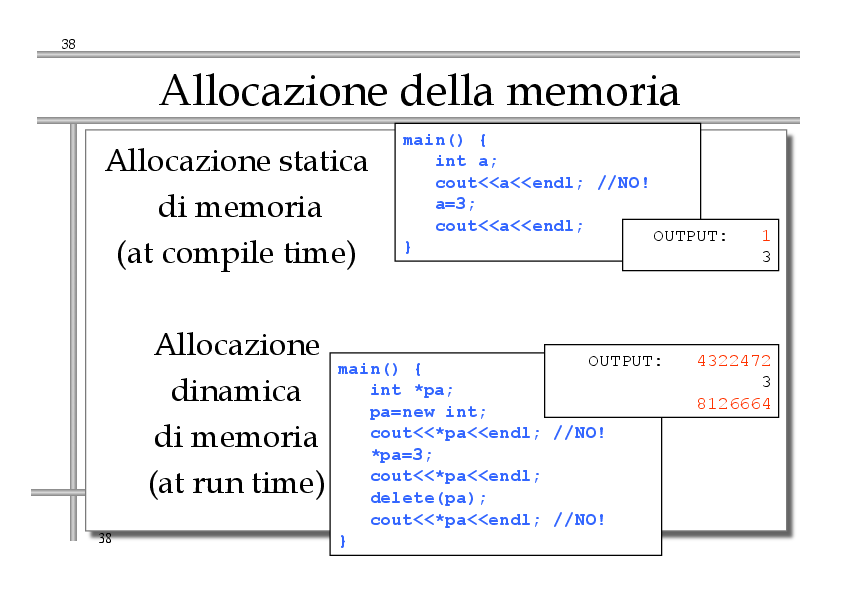 38
Allocazione della memoria
Allocazione statica
di memoria
(at compile time)
main() {
int a;
cout<<a<<endl; //NO!
a=3;
cout<<a<<endl;
}
OUTPUT: 1
3
Allocazione
dinamica
di memoria
(at run time)
main() {
int *pa;
pa=new int;
cout<<*pa<<endl; //NO!
*pa=3;
cout<<*pa<<endl;
delete(pa);
cout<<*pa<<endl; //NO!
}
OUTPUT: 4322472
3
8126664
38